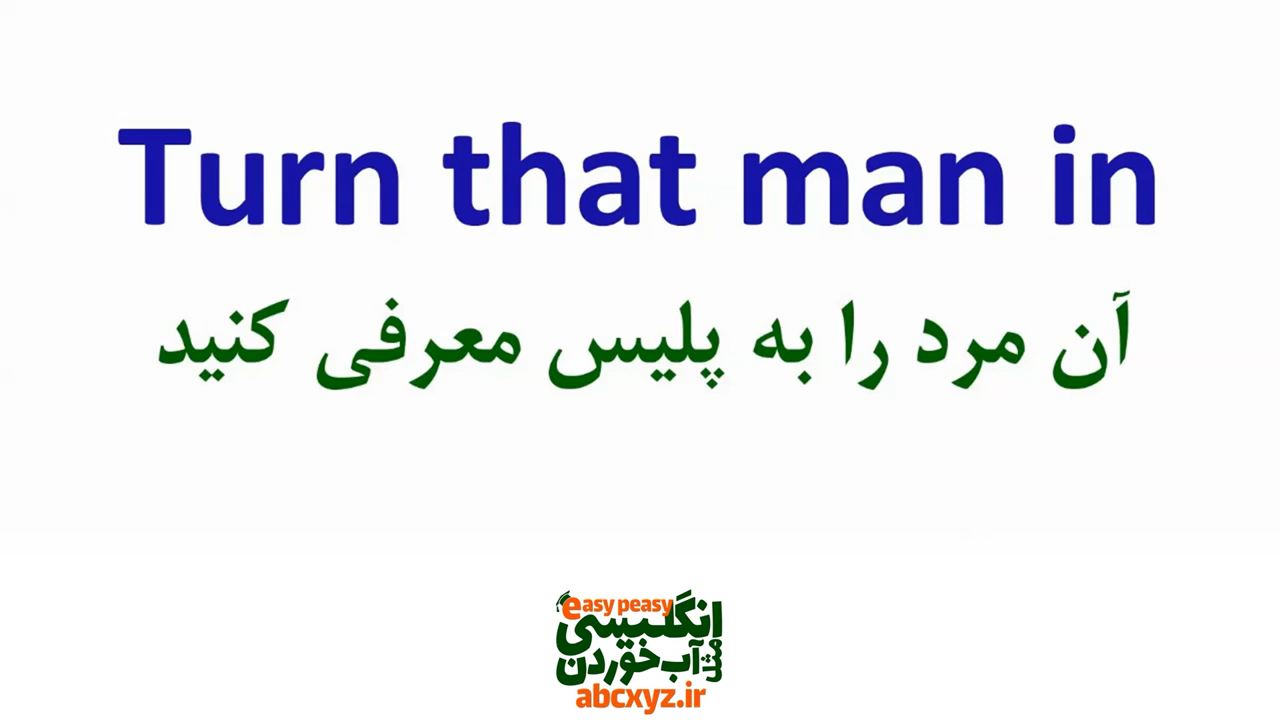 Turn that man in
آن مرد را به پلیس معرفی کنید
easy peasy
انگلیسی
مثل
آب خوردن
abcxyz.ir